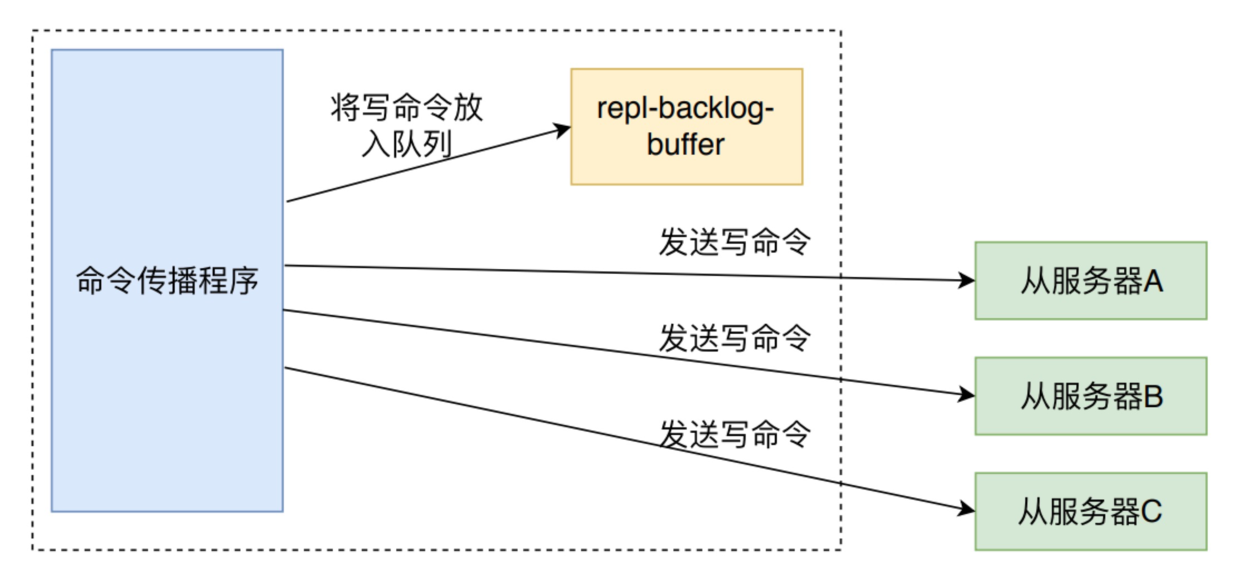 将写命令放
入队列
repl-backlog-
buffer
命令传播程序
发送写命令
从服务器A
发送写命令
从服务器B
发送写命令
从服务器C